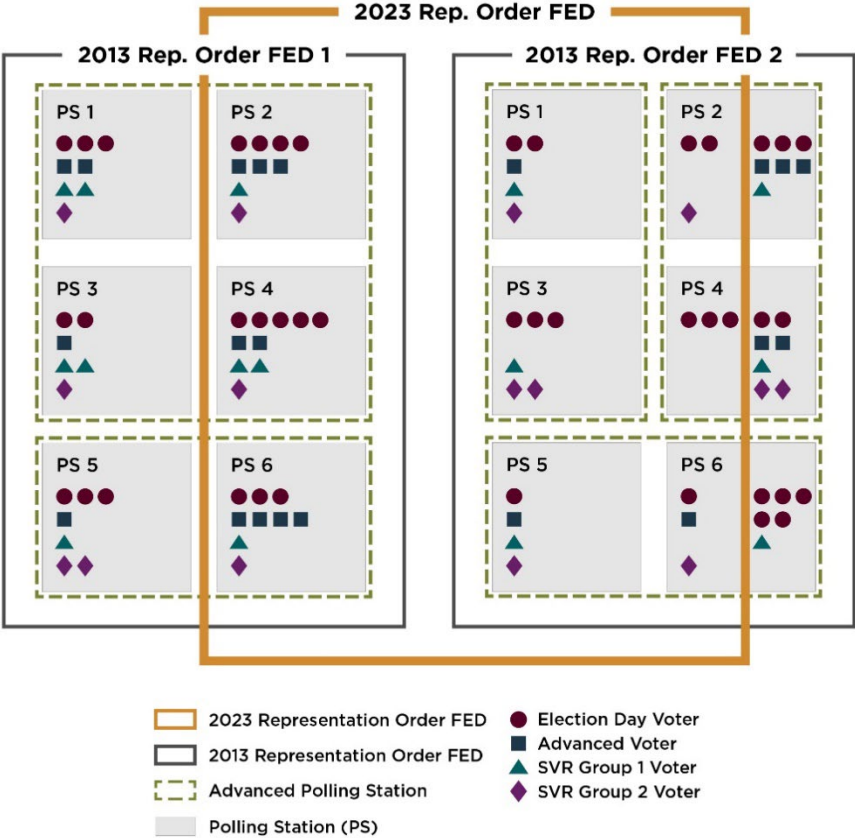 2023 Rep. Order FED
2013 Rep. Order FED 1
2013 Rep. Order FED 2
PS 1
PS 2
PS 1
PS 2
PS 3
PS 4
PS 3
PS 4
PS 5
PS 6
PS 5
PS 6
2023 Representation Order FED
2013 Representation Order FED
Advanced Polling Station
Polling Station (PS)
Election Day Voter
Advanced Voter
SVR Group 1 Voter
SVR Group 2 Voter